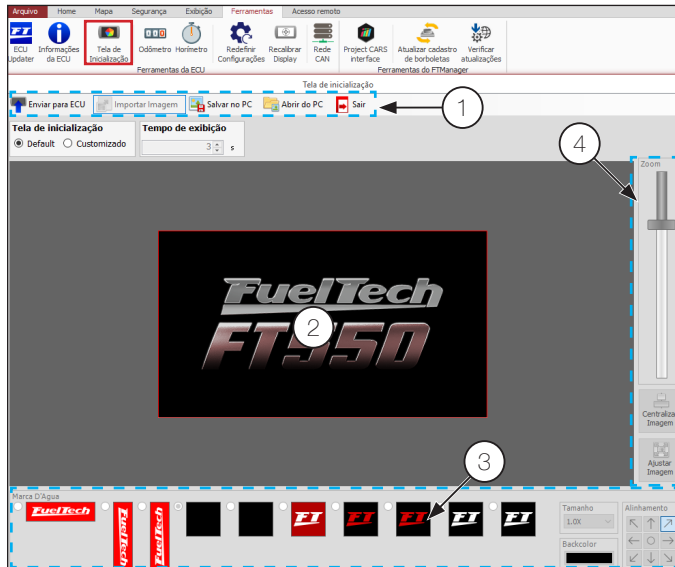 Arquivo Home Mapa Segurança Exibição Ferramentas Acesso remoto
ECU Updater
Informações da ECU
Tela de Inicialização
Odômetro Horímetro
Redefinir Configurações
Recalibrar Display
Rede CAN
Project CARS interface
Atualizar cadastro de borboletas
Verificar atualizações
Ferramentas da ECU
Ferramentas do FTManager
Tela de inicialização
Enviar para ECU Importar Imagem Salvar no PC Abrir do PC Sair
1
Tela de inicialização Tempo de exibição
Default Customizado 3 s
4
Zoom
FuelTech
FT550
2
Centraliza
Imagem
Ajustar
Imagem
3
Marca D'Água
FuelTech
FuelTech
FuelTech
FT FT FT FT FT
Tamanho Alinhamento
1.0X
Backcolor